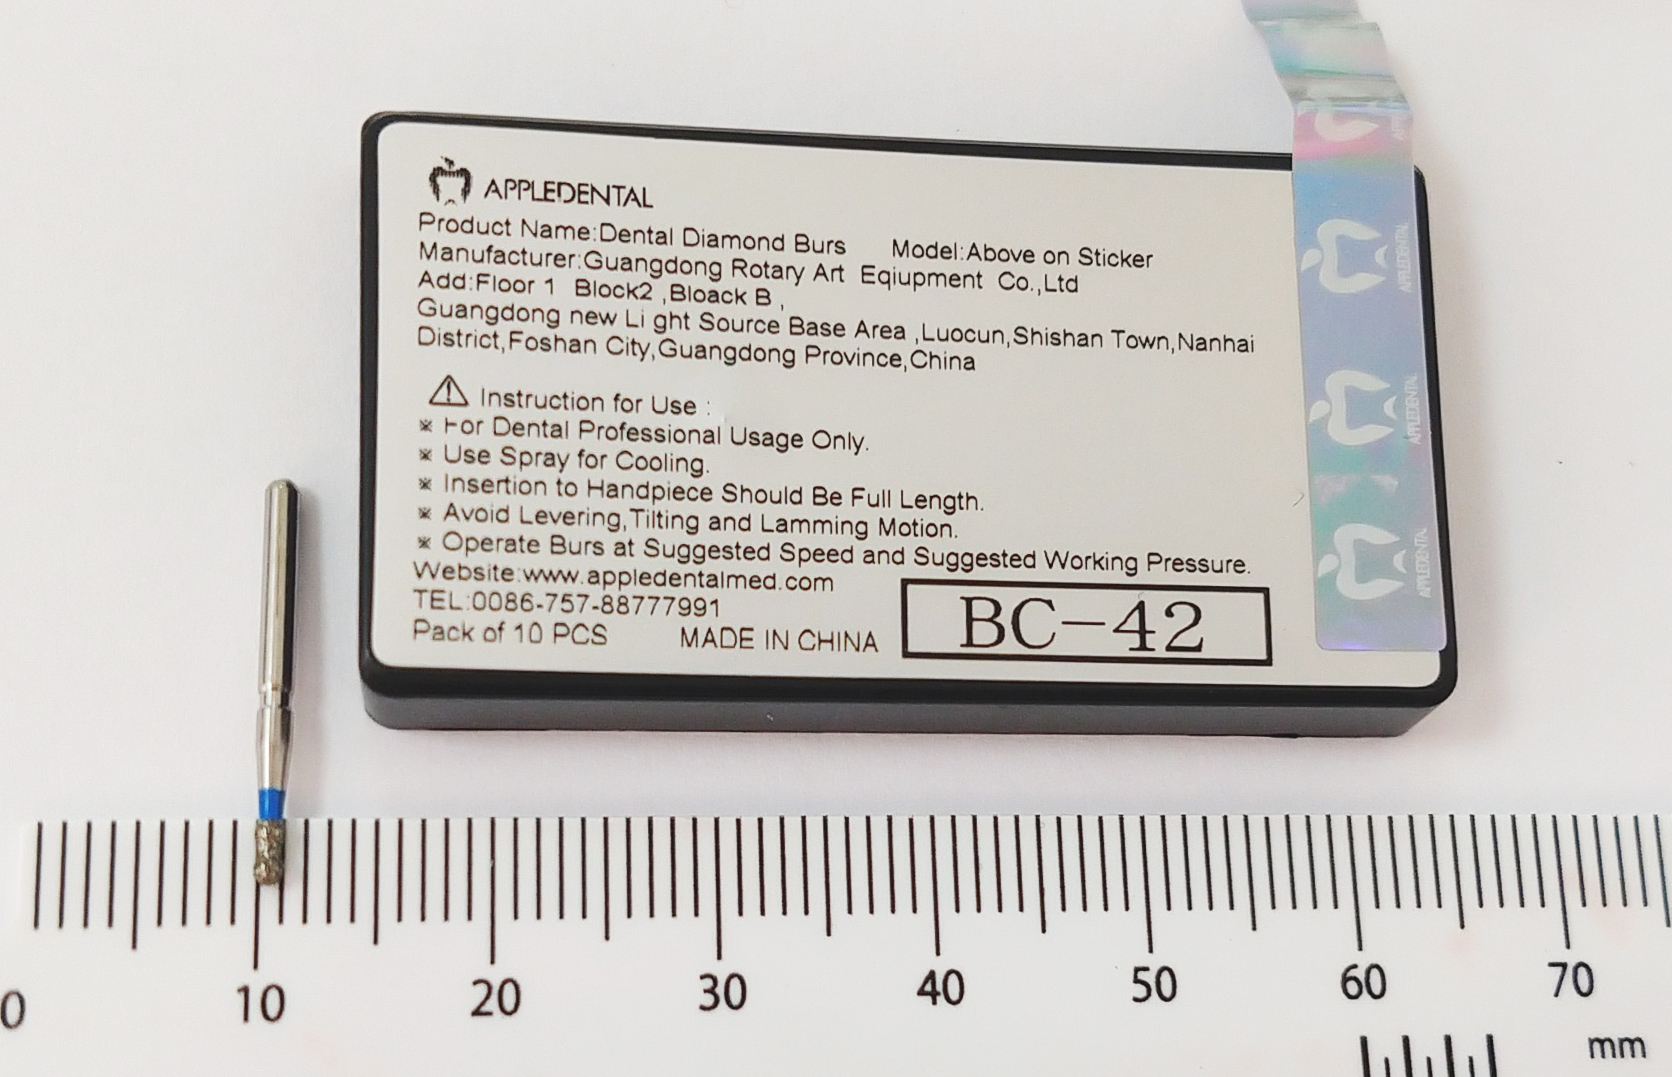 APPLEDENTAL
Product Name:Dental Diamond Burs Model:Above on Sticker
Manufacturer:Guangdong Rotary Art Eqiupment Co.,Ltd
Add:Floor 1 Block2 ,Bloack B ,
Guangdong new Li ght Source Base Area ,Luocun,Shishan Town,Nanhai
District,Foshan City,Guangdong Province,China
⚠ Instruction for Use :
※ For Dental Professional Usage Only.
※ Use Spray for Cooling.
※ Insertion to Handpiece Should Be Full Length.
※ Avoid Levering,Tilting and Lamming Motion.
※ Operate Burs at Suggested Speed and Suggested Working Pressure.
Website:www.appledentalmed.com
TEL:0086-757-88777991
Pack of 10 PCS MADE IN CHINA BC-42
APPLEDENTAL
APPLEDENTAL
APPLEDENTAL
0 10 20 30 40 50 60 70
mm